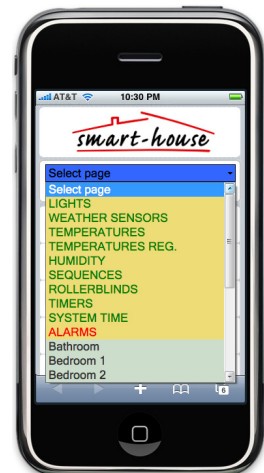 AT&T 10:30 PM
smart-house
Select page
Select page
LIGHTS
WEATHER SENSORS
TEMPERATURES
TEMPERATURES REG.
HUMIDITY
SEQUENCES
ROLLERBLINDS
TIMERS
SYSTEM TIME
ALARMS
Bathroom
Bedroom 1
Bedroom 2
6